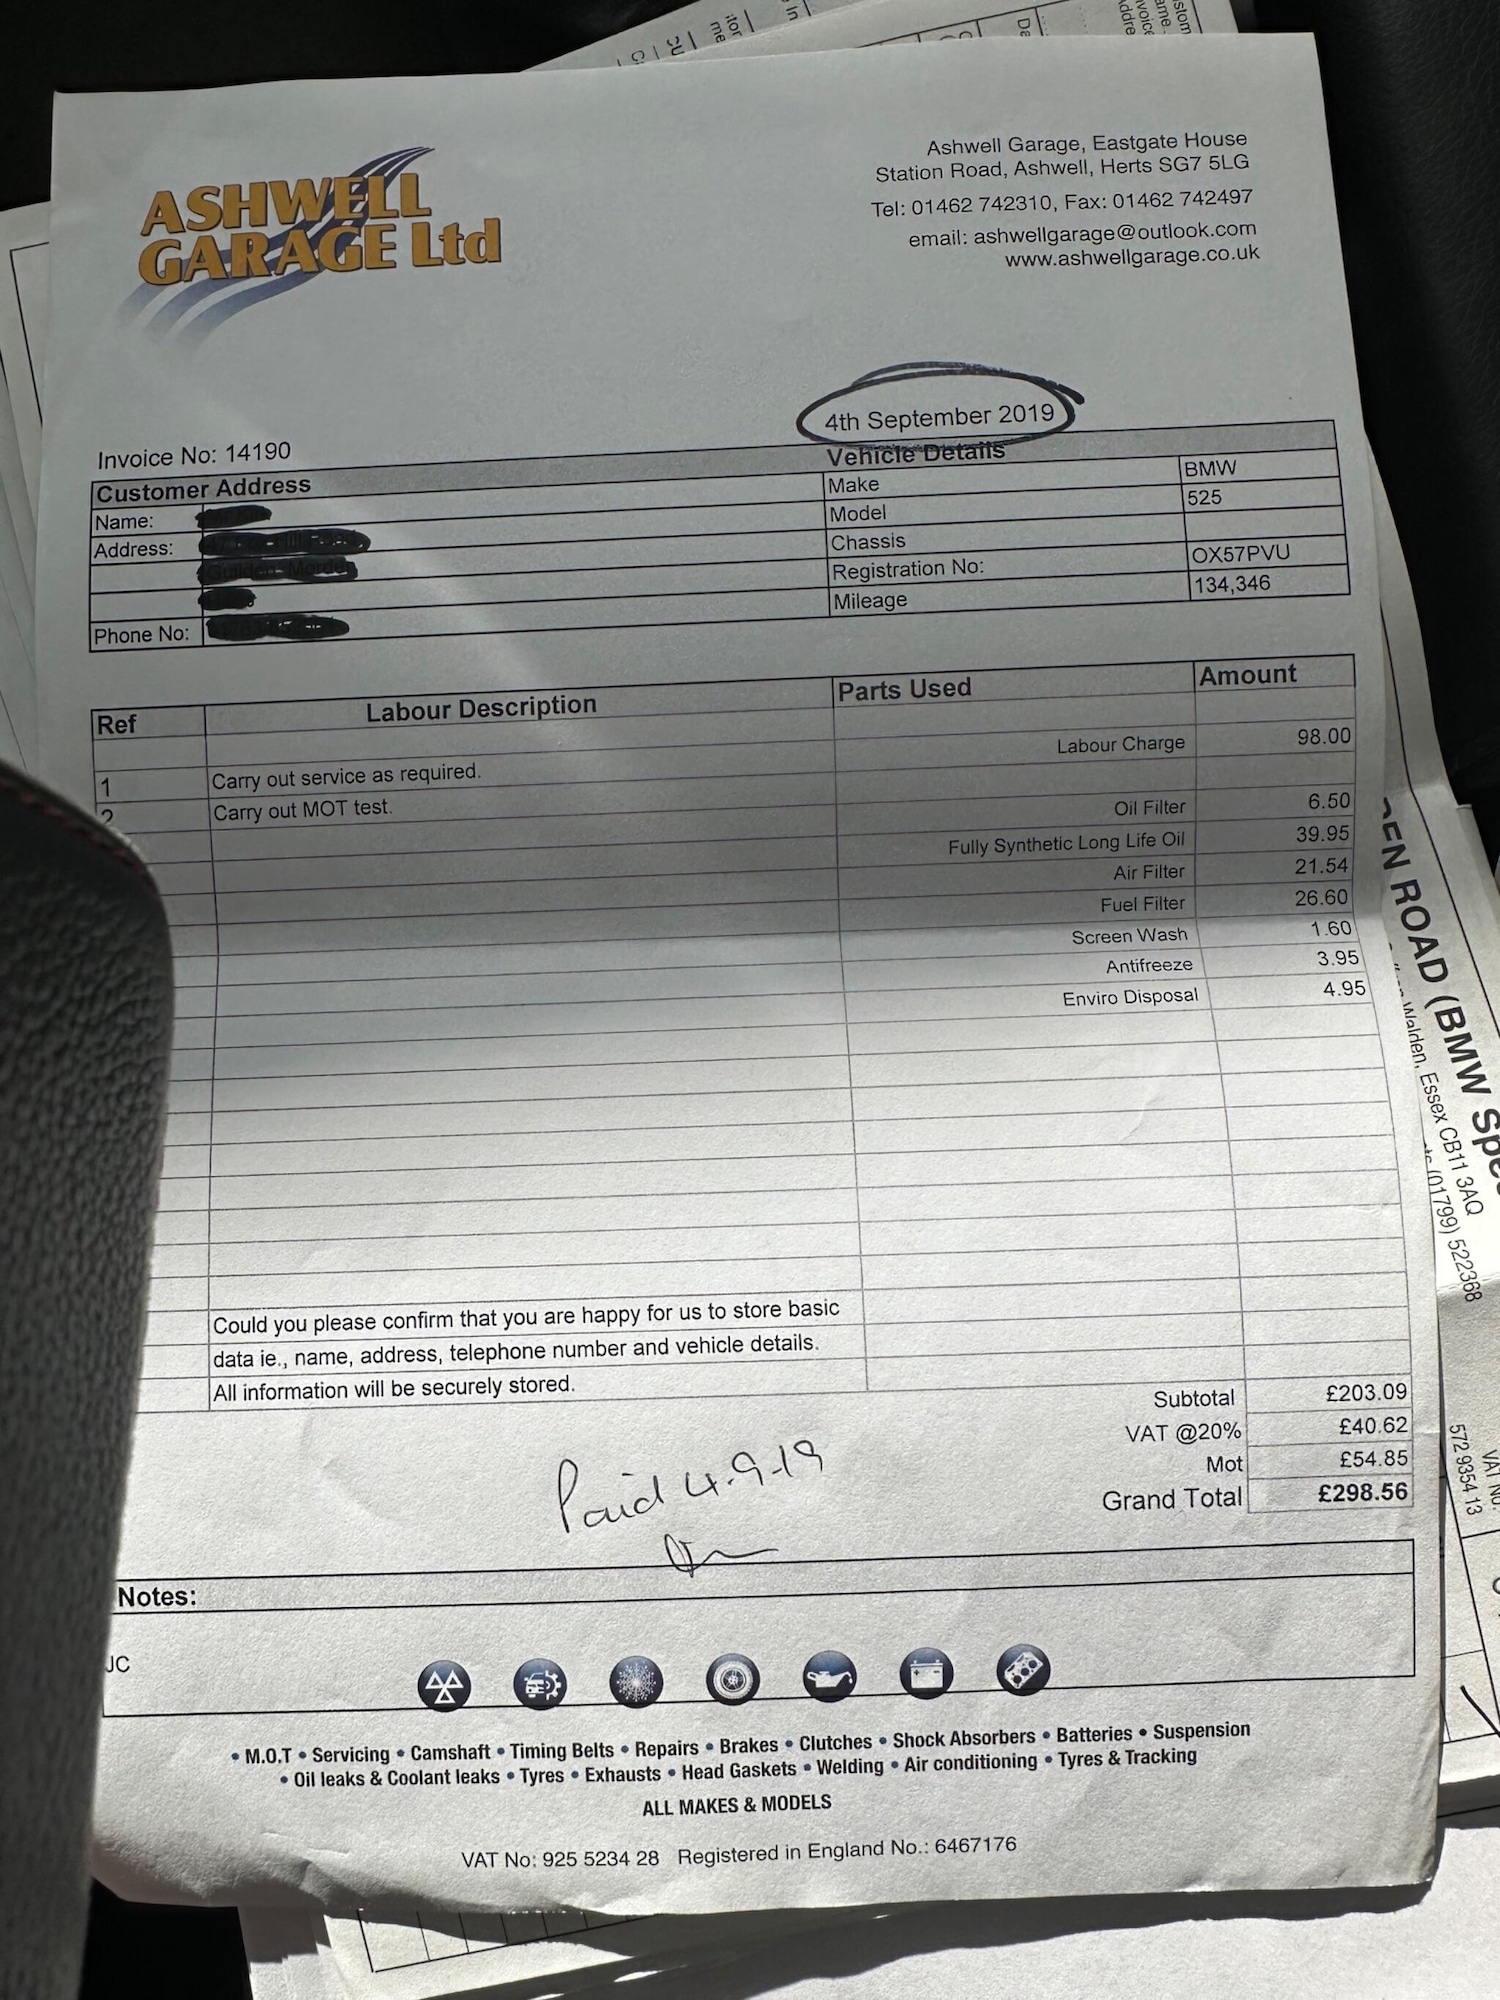 ASHWELL
GARAGE Ltd
Ashwell Garage, Eastgate House
Station Road, Ashwell, Herts SG7 5LG
Tel: 01462 742310, Fax: 01462 742497
email: ashwellgarage@outlook.com
www.ashwellgarage.co.uk
4th September 2019
Invoice No: 14190
Customer Address
Name:
Address:
Phone No:
Vehicle Details
Make BMW
Model 525
Chassis
Registration No: OX57PVU
Mileage 134,346
Ref Labour Description Parts Used Amount
Labour Charge 98.00
1 Carry out service as required.
2 Carry out MOT test.
Oil Filter 6.50
Fully Synthetic Long Life Oil 39.95
Air Filter 21.54
Fuel Filter 26.60
Screen Wash 1.60
Antifreeze 3.95
Enviro Disposal 4.95
Could you please confirm that you are happy for us to store basic
data ie., name, address, telephone number and vehicle details.
All information will be securely stored.
Subtotal £203.09
VAT @20% £40.62
Mot £54.85
Grand Total £298.56
Paid 4.9.19
Notes:
JC
• M.O.T • Servicing • Camshaft • Timing Belts • Repairs • Brakes • Clutches • Shock Absorbers • Batteries • Suspension
• Oil leaks & Coolant leaks • Tyres • Exhausts • Head Gaskets • Welding • Air conditioning • Tyres & Tracking
ALL MAKES & MODELS
VAT No: 925 5234 28 Registered in England No.: 6467176
ROAD (BMW
Walden, Essex CB11 3AQ
(01799) 522368
VAT NO.
572 9354 13